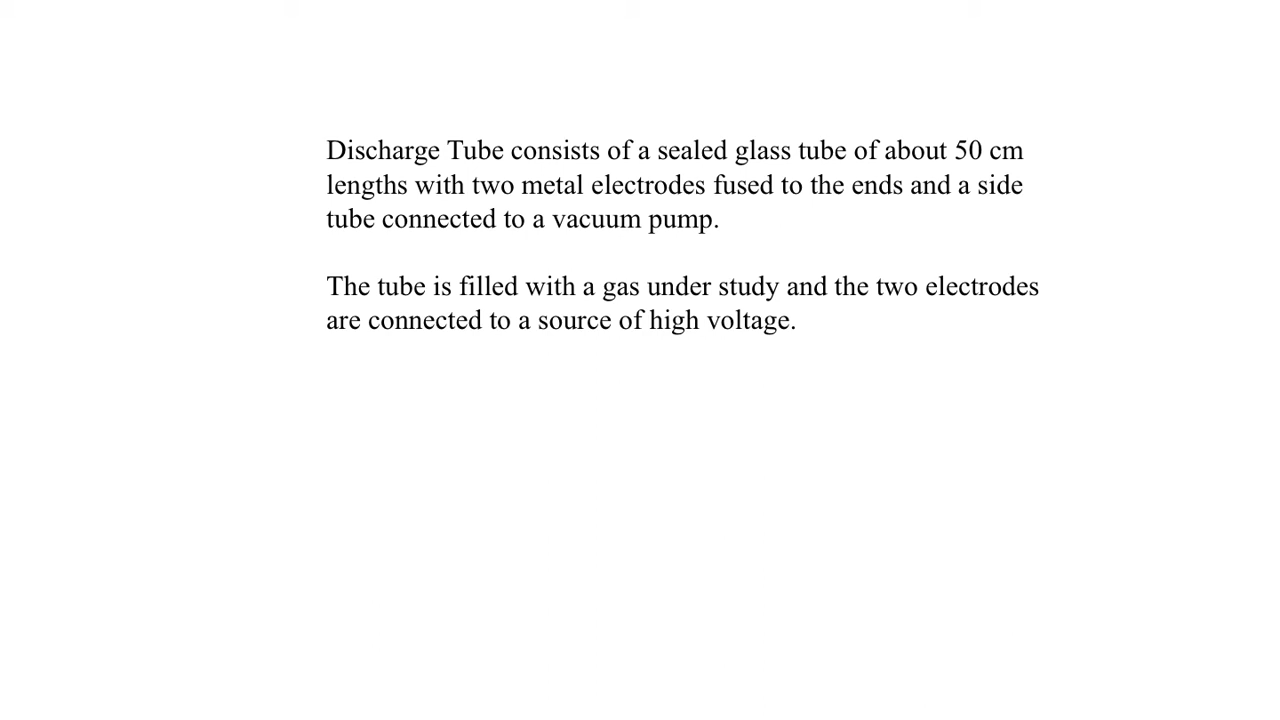 Discharge Tube consists of a sealed glass tube of about 50 cm
lengths with two metal electrodes fused to the ends and a side
tube connected to a vacuum pump.
The tube is filled with a gas under study and the two electrodes
are connected to a source of high voltage.